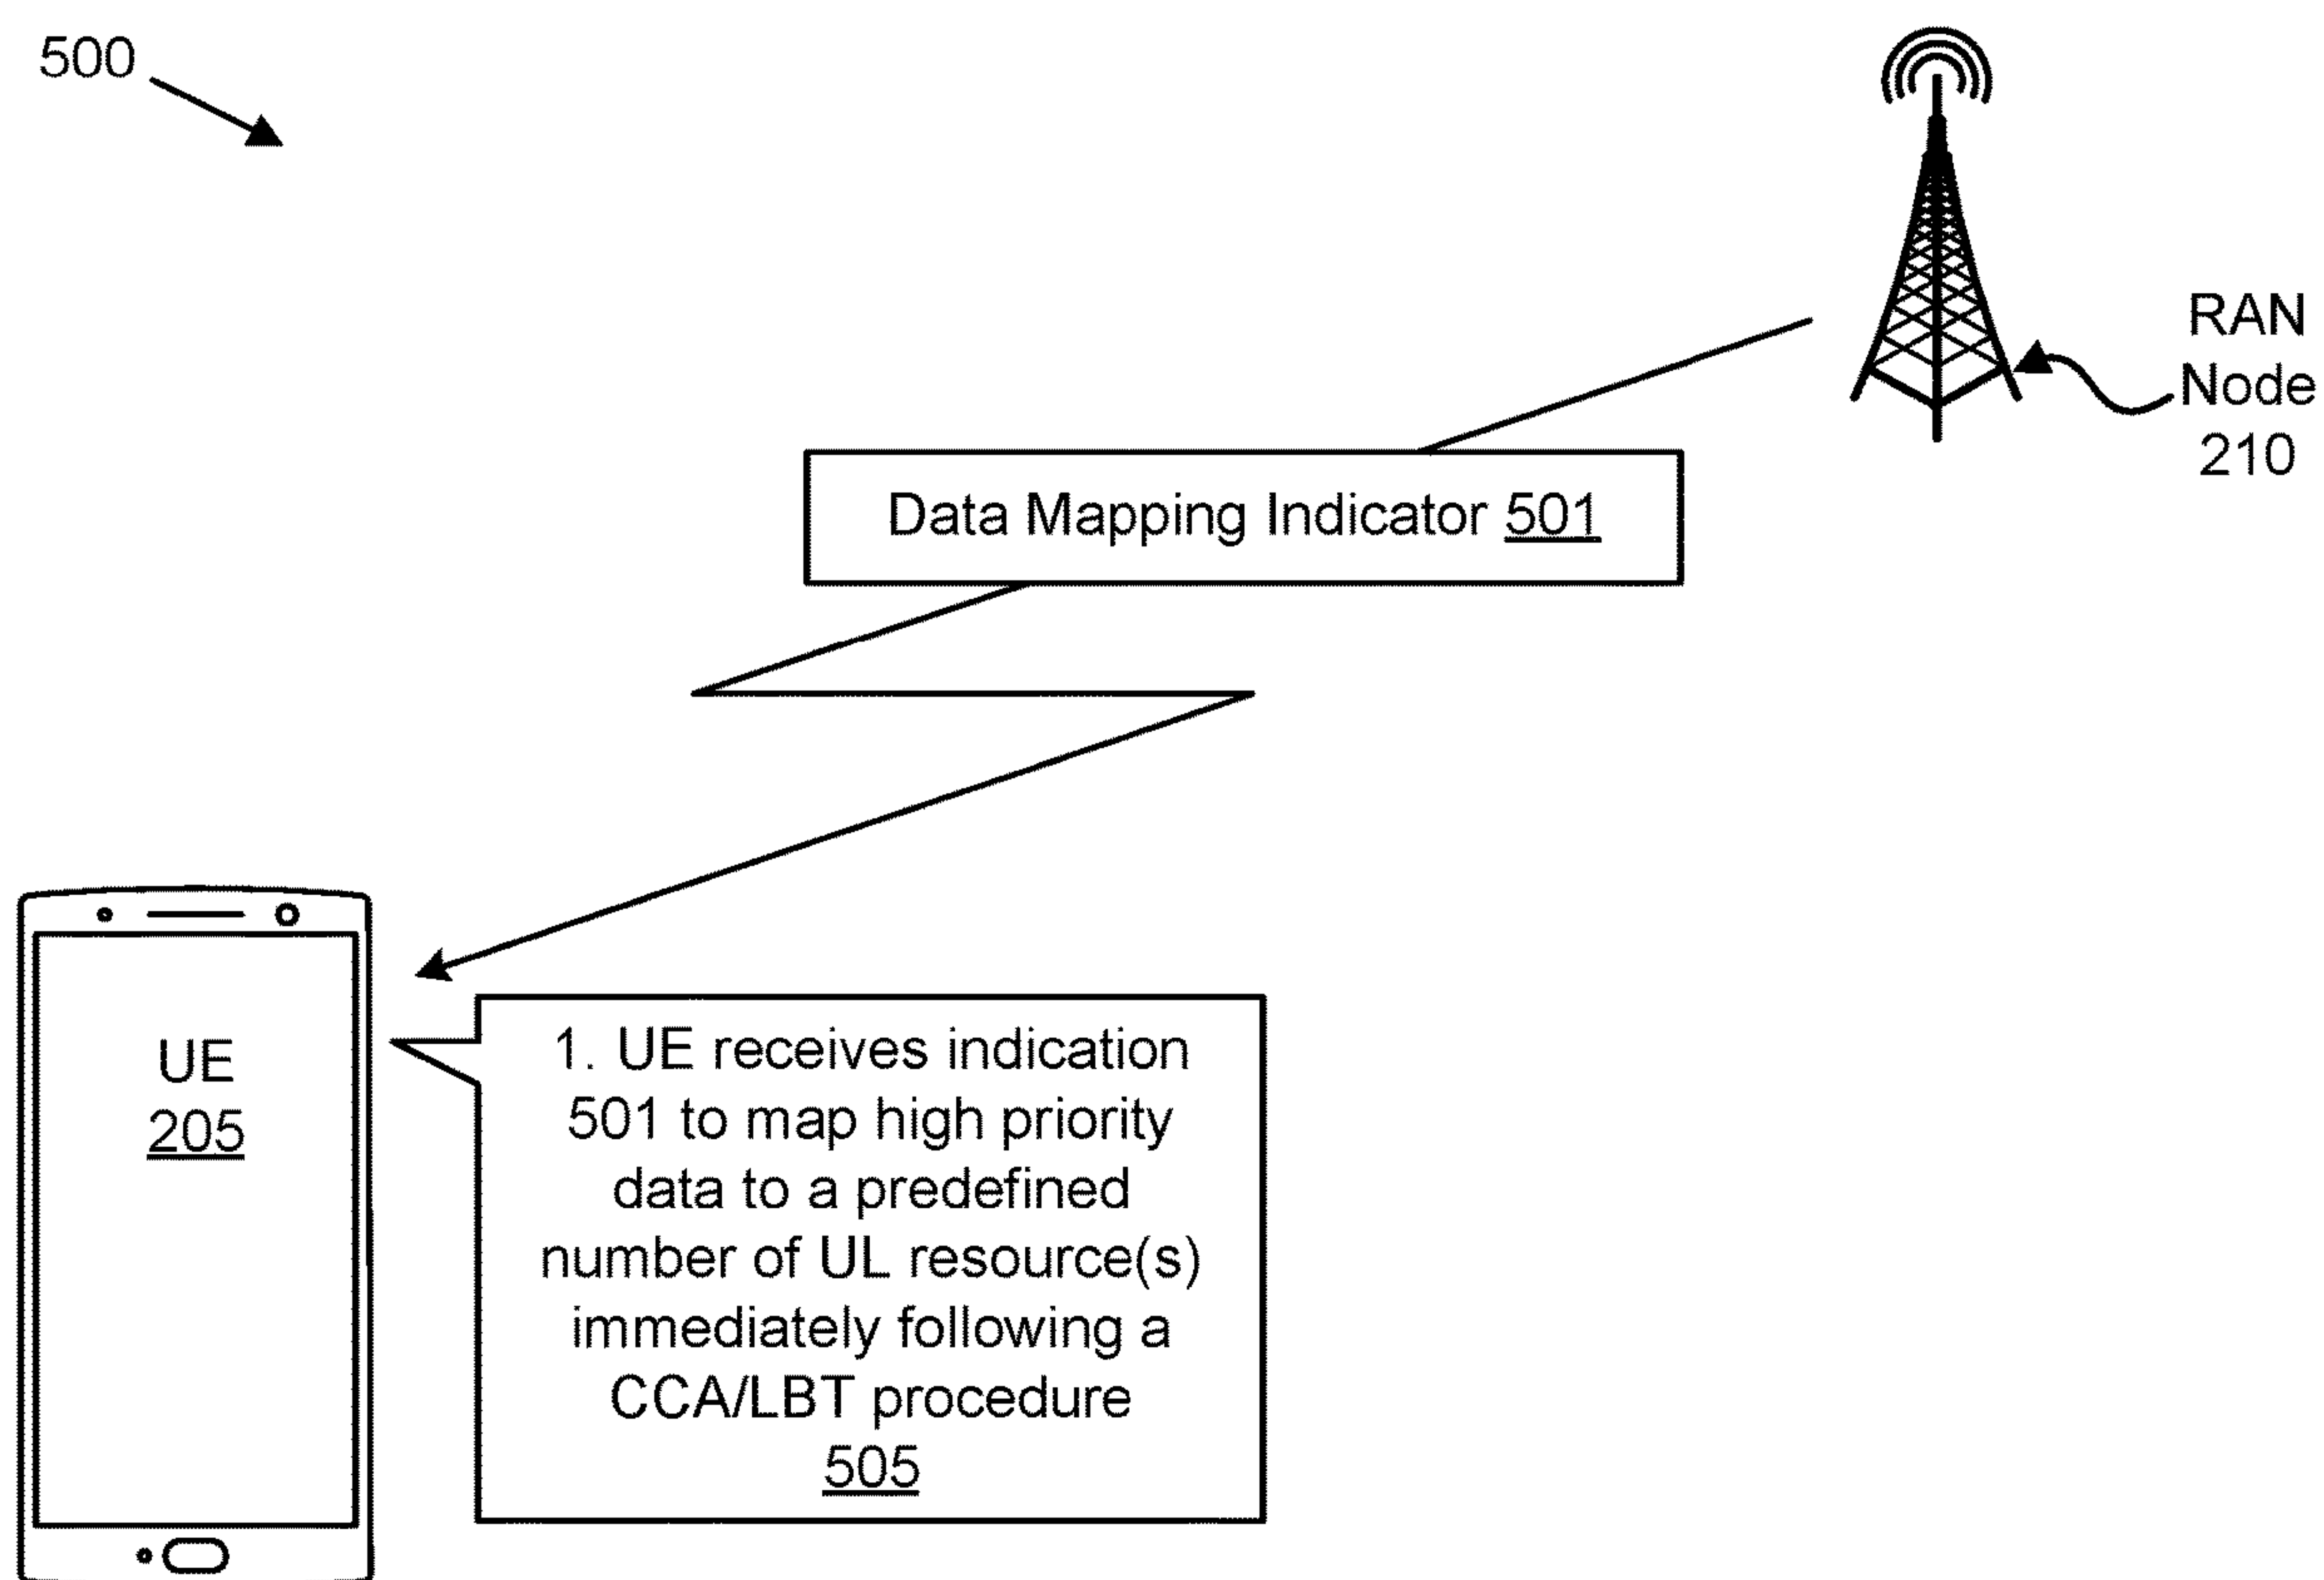 500
RAN
Node
210
Data Mapping Indicator 501
UE
205
1. UE receives indication
501 to map high priority
data to a predefined
number of UL resource(s)
immediately following a
CCA/LBT procedure
505